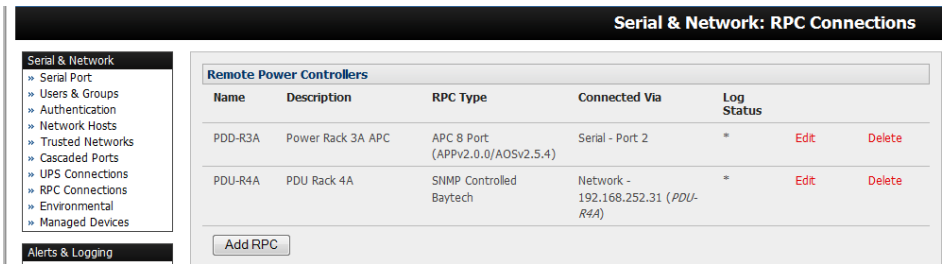 Serial & Network: RPC Connections
Serial & Network
» Serial Port
» Users & Groups
» Authentication
» Network Hosts
» Trusted Networks
» Cascaded Ports
» UPS Connections
» RPC Connections
» Environmental
» Managed Devices
Alerts & Logging
Remote Power Controllers
Name Description RPC Type Connected Via Log Status
PDD-R3A Power Rack 3A APC APC 8 Port (APPv2.0.0/AOSv2.5.4) Serial - Port 2 * Edit Delete
PDU-R4A PDU Rack 4A SNMP Controlled Baytech Network - 192.168.252.31 (PDU-R4A) * Edit Delete
Add RPC